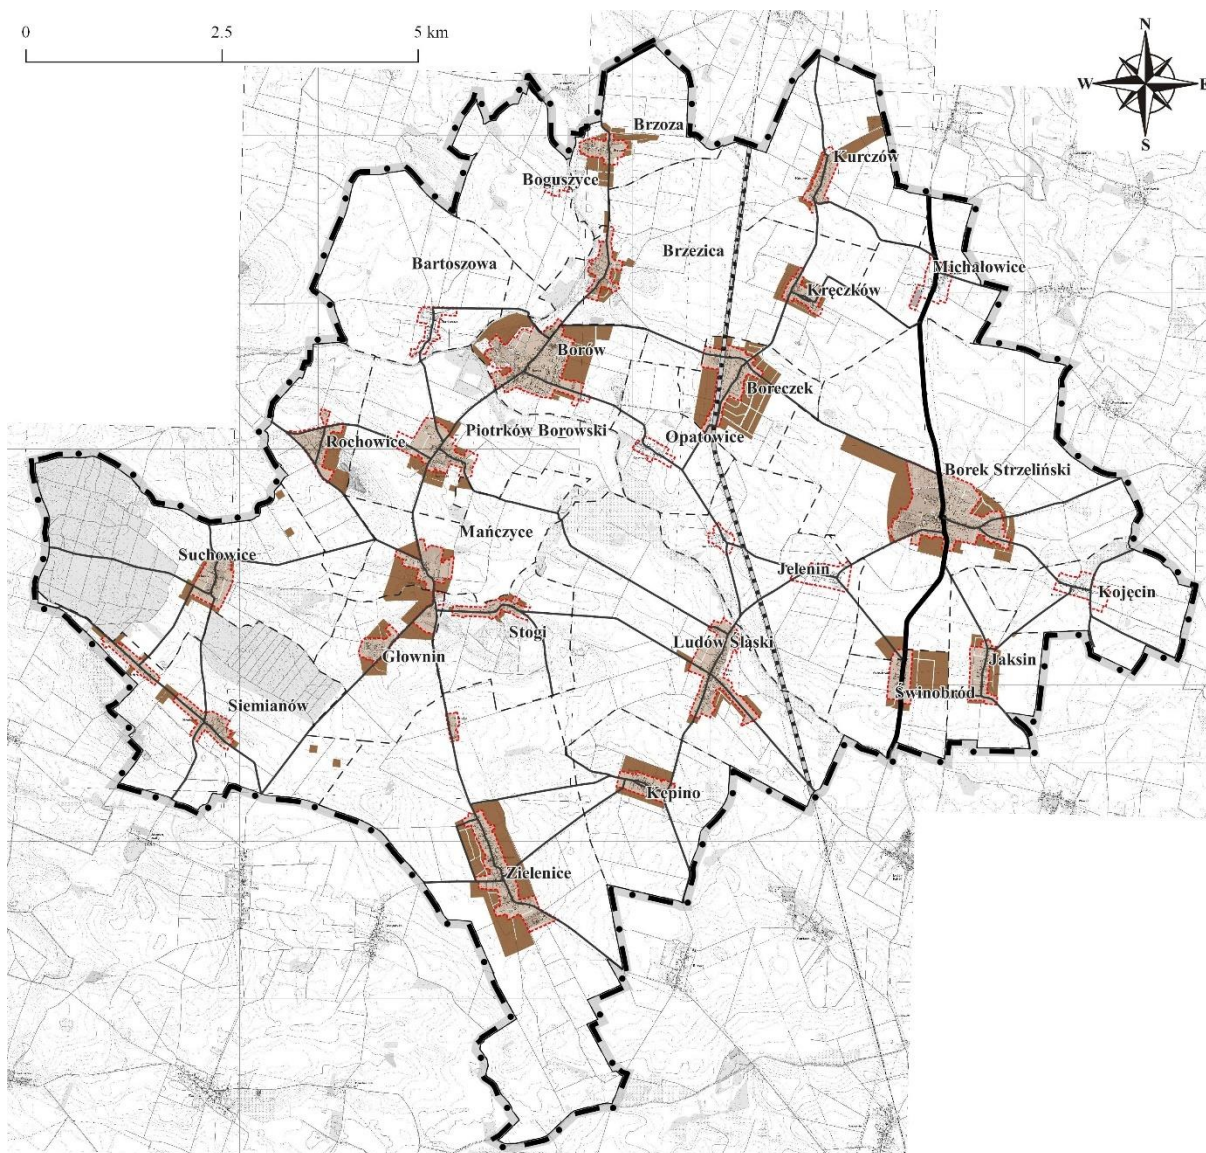 0 2.5 5 km
N
W E
S
Brzoza
Kurczów
Boguszyce
Brzezica
Bartoszowa
Michałowice
Kręczków
Borów
Boreczek
Piotrków Borowski
Opatowice
Rochowice
Borek Strzeliński
Mańczyce
Suchowice
Jelenin
Kojęcin
Stogi
Ludów Śląski
Głownin
Jaksin
Świnobród
Siemianów
Kępino
Zielenice